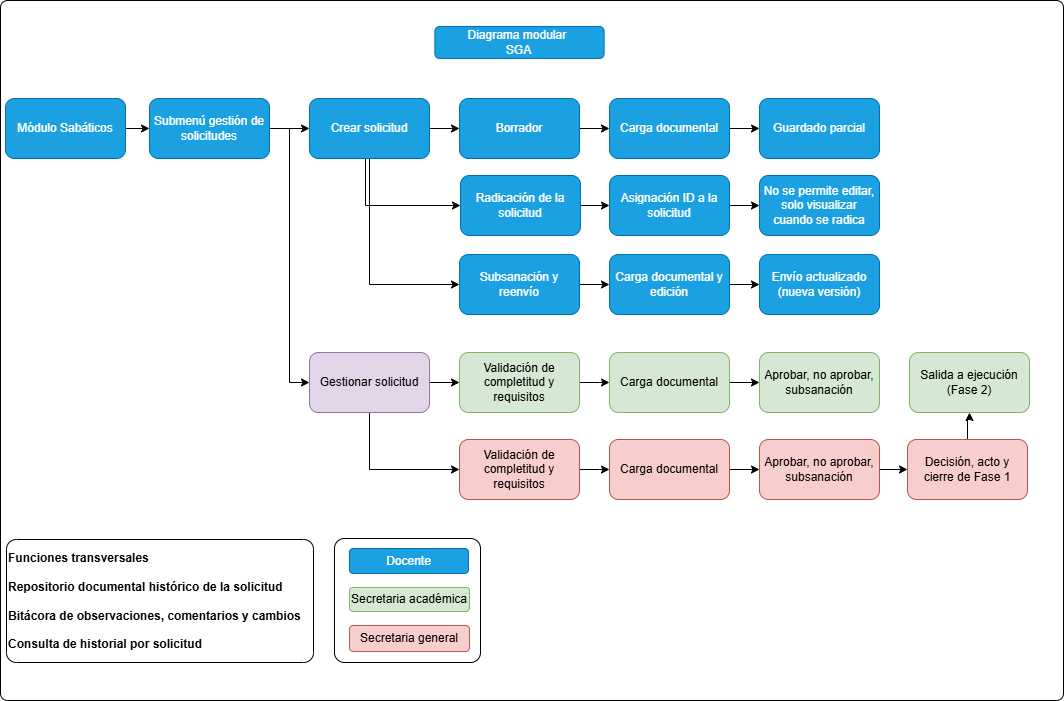 Diagrama modular
SGA
Módulo Sabáticos
Submenú gestión de
solicitudes
Crear solicitud
Borrador
Carga documental
Guardado parcial
Radicación de la
solicitud
Asignación ID a la
solicitud
No se permite editar,
solo visualizar
cuando se radica
Subsanación y
reenvío
Carga documental y
edición
Envío actualizado
(nueva versión)
Gestionar solicitud
Validación de
completitud y
requisitos
Carga documental
Aprobar, no aprobar,
subsanación
Salida a ejecución
(Fase 2)
Validación de
completitud y
requisitos
Carga documental
Aprobar, no aprobar,
subsanación
Decisión, acto y
cierre de Fase 1
Funciones transversales
Repositorio documental histórico de la solicitud
Bitácora de observaciones, comentarios y cambios
Consulta de historial por solicitud
Docente
Secretaria académica
Secretaria general